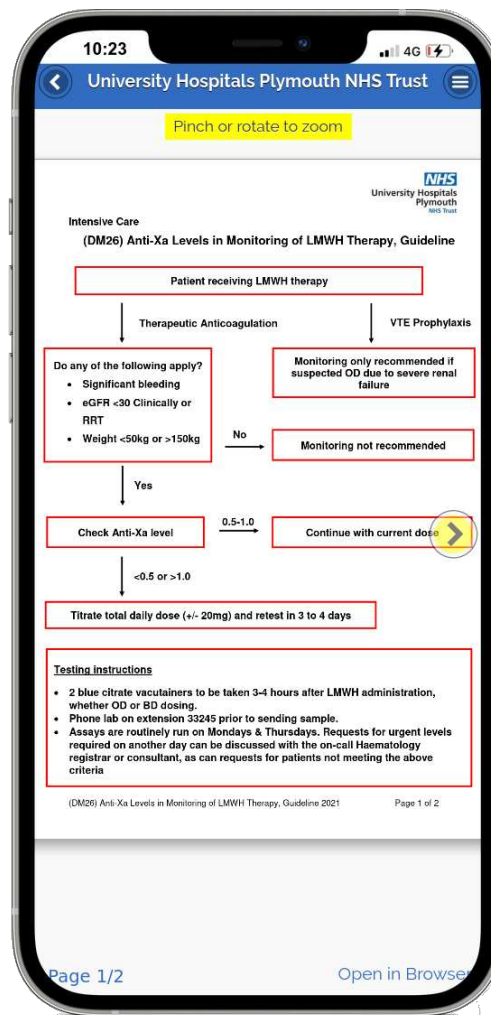 10:23
4G
University Hospitals Plymouth NHS Trust
Pinch or rotate to zoom
NHS
University Hospitals
Plymouth
NHS Trust
Intensive Care
(DM26) Anti-Xa Levels in Monitoring of LMWH Therapy, Guideline
Patient receiving LMWH therapy
Therapeutic Anticoagulation
VTE Prophylaxis
Do any of the following apply?
• Significant bleeding
• eGFR <30 Clinically or
RRT
• Weight <50kg or >150kg
Monitoring only recommended if
suspected OD due to severe renal
failure
No
Monitoring not recommended
Yes
Check Anti-Xa level
0.5-1.0
Continue with current dose
<0.5 or >1.0
Titrate total daily dose (+/- 20mg) and retest in 3 to 4 days
Testing instructions
• 2 blue citrate vacutainers to be taken 3-4 hours after LMWH administration,
whether OD or BD dosing.
• Phone lab on extension 33245 prior to sending sample.
• Assays are routinely run on Mondays & Thursdays. Requests for urgent levels
required on another day can be discussed with the on-call Haematology
registrar or consultant, as can requests for patients not meeting the above
criteria
(DM26) Anti-Xa Levels in Monitoring of LMWH Therapy, Guideline 2021
Page 1 of 2
Page 1/2
Open in Browser